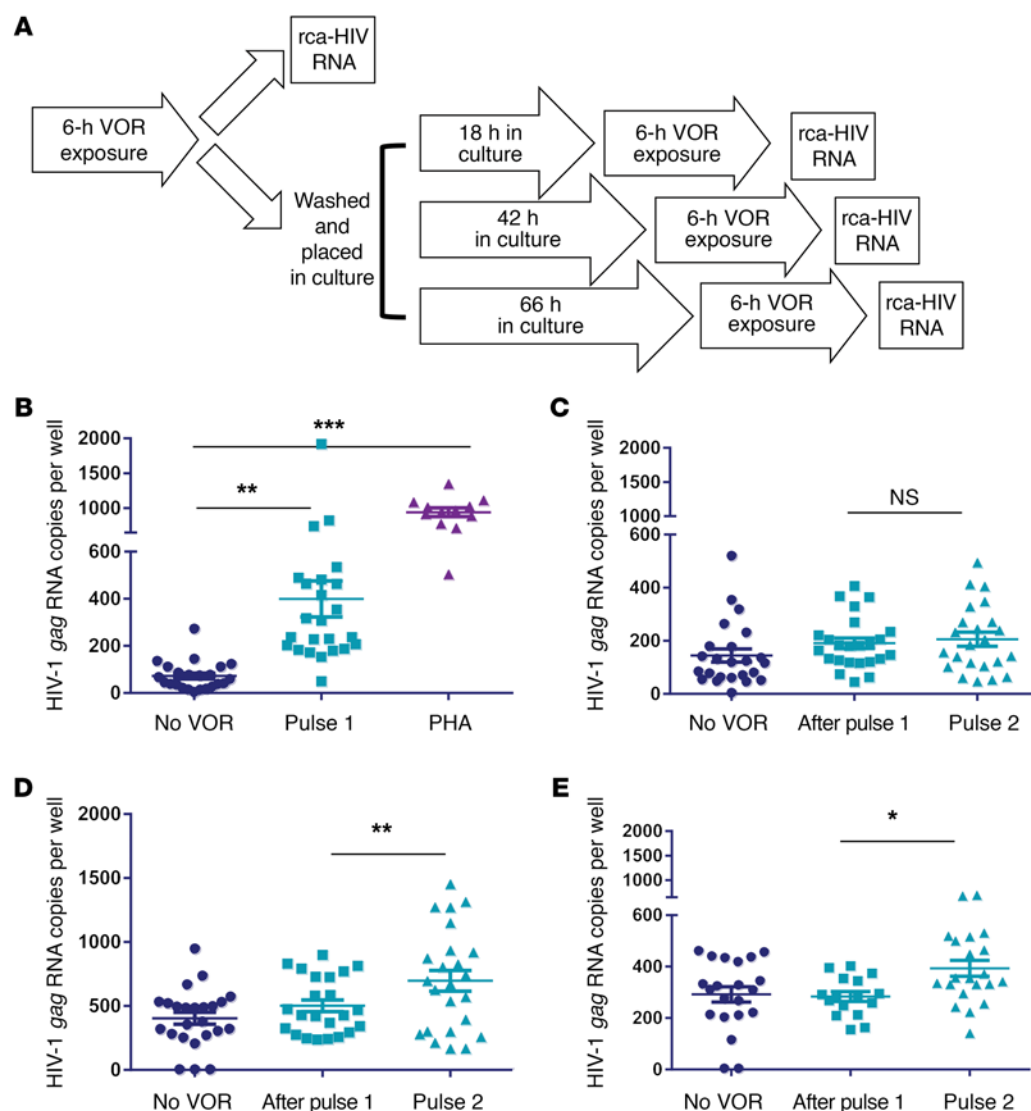 A
rca-HIV
RNA
6-h VOR
exposure
Washed
and
placed
in culture
18 h in
culture
6-h VOR
exposure
rca-HIV
RNA
42 h
in culture
6-h VOR
exposure
rca-HIV
RNA
66 h
in culture
6-h VOR
exposure
rca-HIV
RNA
B
HIV-1 gag RNA copies per well
2000
1500
1000
600
400
200
0
***
**
No VOR Pulse 1 PHA
C
HIV-1 gag RNA copies per well
2000
1500
1000
600
400
200
0
NS
No VOR After pulse 1 Pulse 2
D
HIV-1 gag RNA copies per well
2000
1500
1000
500
0
**
No VOR After pulse 1 Pulse 2
E
HIV-1 gag RNA copies per well
2000
1500
1000
600
400
200
0
*
No VOR After pulse 1 Pulse 2